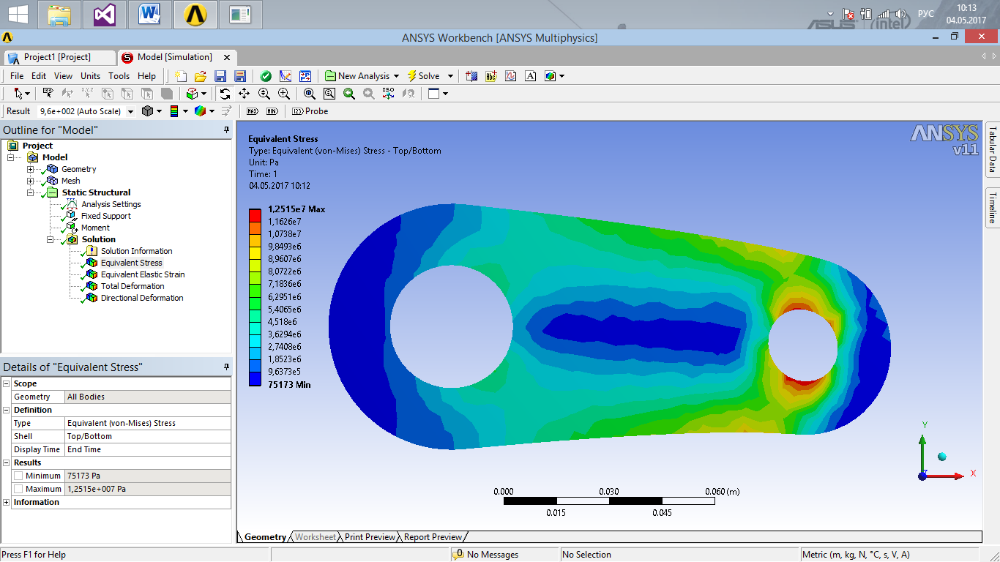 РУС
10:13
04.05.2017
ASUS
intel
ANSYS Workbench [ANSYS Multiphysics]
Project1 [Project]
Model [Simulation]
File Edit View Units Tools Help
New Analysis
Solve
A
ISO
Result 9,6e+002 (Auto Scale)
MAX
MIN
Probe
Outline for "Model"
Project
Model
Geometry
Mesh
Static Structural
Analysis Settings
Fixed Support
Moment
Solution
Solution Information
Equivalent Stress
Equivalent Elastic Strain
Total Deformation
Directional Deformation
Details of "Equivalent Stress"
Scope
Geometry All Bodies
Definition
Type Equivalent (von-Mises) Stress
Shell Top/Bottom
Display Time End Time
Results
Minimum 75173 Pa
Maximum 1,2515e+007 Pa
Information
Equivalent Stress
Type: Equivalent (von-Mises) Stress - Top/Bottom
Unit: Pa
Time: 1
04.05.2017 10:12
1,2515e7 Max
1,1626e7
1,0738e7
9,8493e6
8,9607e6
8,0722e6
7,1836e6
6,2951e6
5,4065e6
4,518e6
3,6294e6
2,7408e6
1,8523e6
9,6373e5
75173 Min
ANSYS
v11
0.000
0.030
0.060 (m)
0.015
0.045
Y
X
Z
Tabular Data
Timeline
Geometry Worksheet Print Preview Report Preview
Press F1 for Help
0 No Messages
No Selection
Metric (m, kg, N, °C, s, V, A)